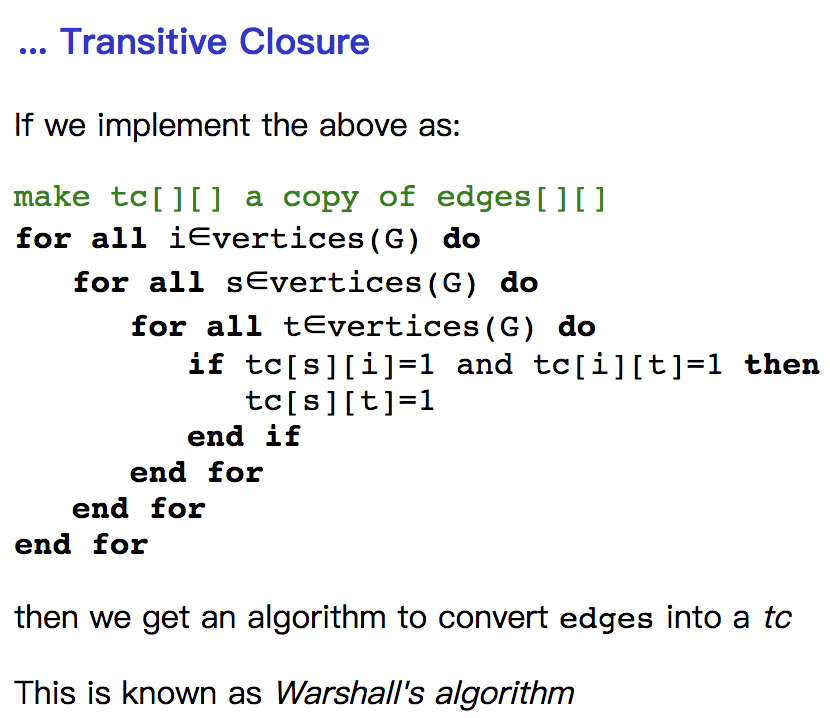 ... Transitive Closure
If we implement the above as:
make tc[][] a copy of edges[][]
for all i∈vertices(G) do
for all s∈vertices(G) do
for all t∈vertices(G) do
if tc[s][i]=1 and tc[i][t]=1 then
tc[s][t]=1
end if
end for
end for
end for
then we get an algorithm to convert edges into a tc
This is known as Warshall's algorithm